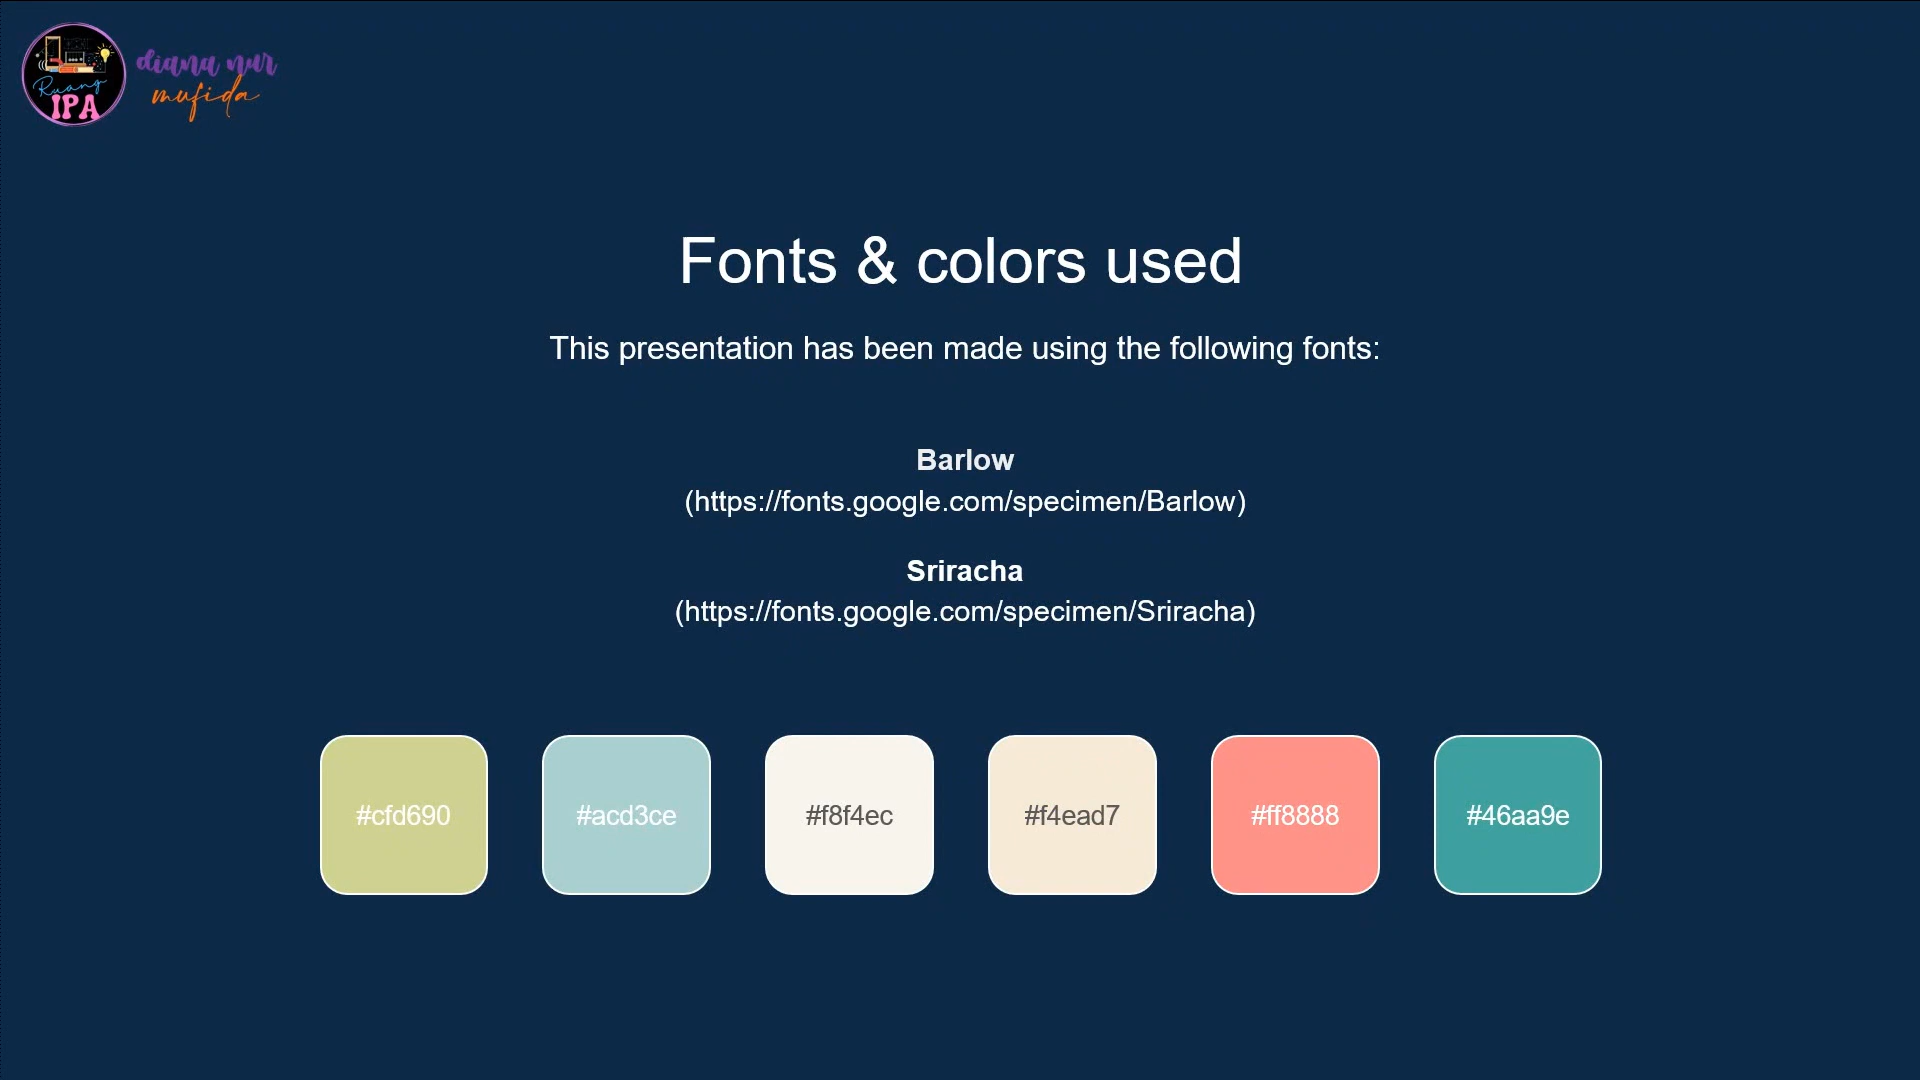 Ruang
IPA
diana nur
mufida
Fonts & colors used
This presentation has been made using the following fonts:
Barlow
(https://fonts.google.com/specimen/Barlow)
Sriracha
(https://fonts.google.com/specimen/Sriracha)
#cfd690
#acd3ce
#f8f4ec
#f4ead7
#ff8888
#46aa9e